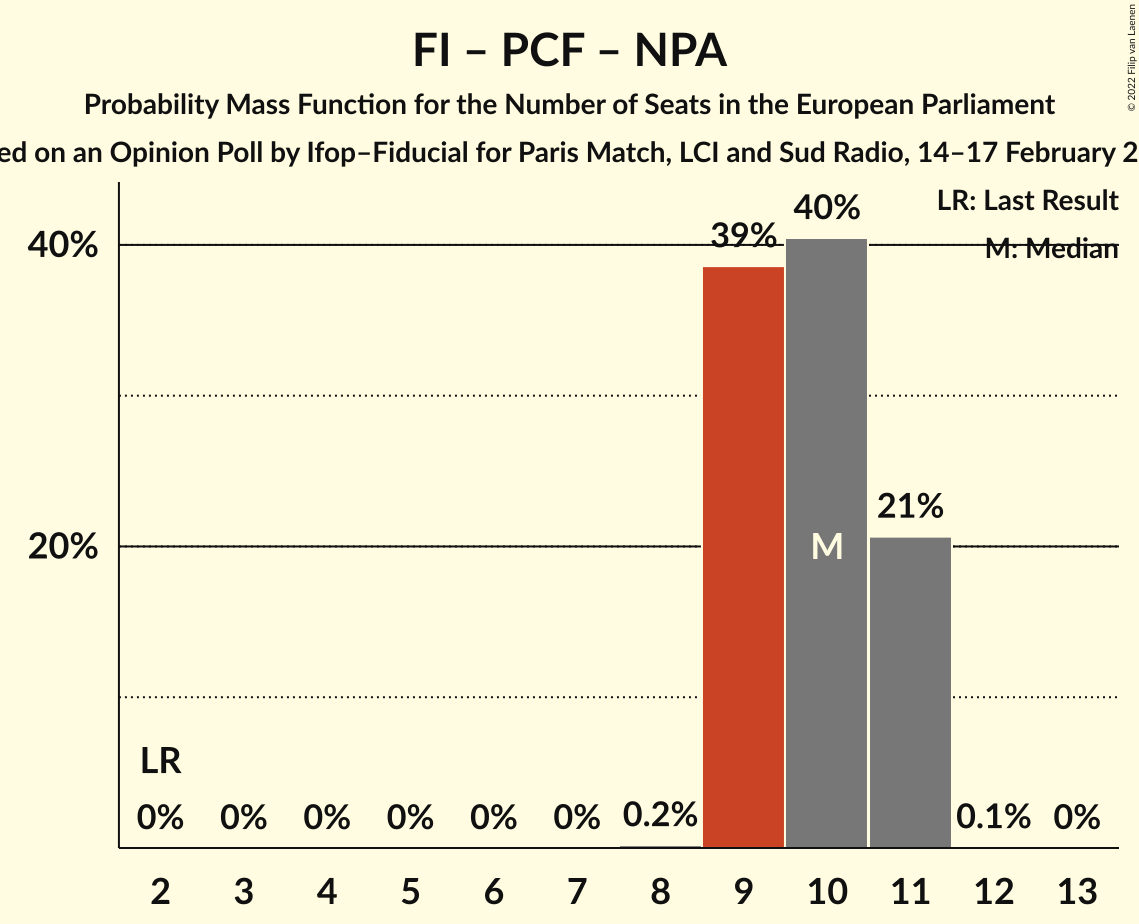 FI – PCF – NPA
Probability Mass Function for the Number of Seats in the European Parliament
on an Opinion Poll by Ifop–Fiducial for Paris Match, LCI and Sud Radio, 14–17 February
© 2022 Filip van Laenen
LR: Last Result
M: Median
40%
20%
39%
40%
21%
M
LR
0%
0%
0%
0%
0%
0%
0.2%
0.1%
0%
2 3 4 5 6 7 8 9 10 11 12 13